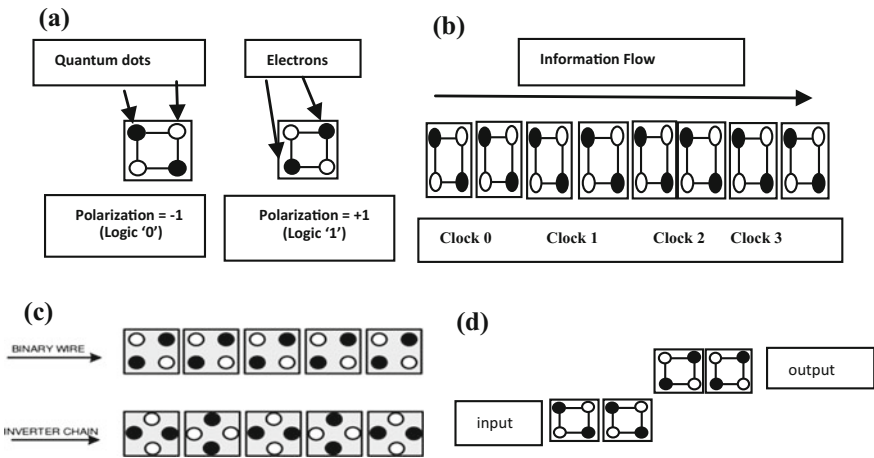 (a)
Quantum dots
Electrons
Polarization = -1
(Logic ‘0’)
Polarization = +1
(Logic ‘1’)
(b)
Information Flow
Clock 0 Clock 1 Clock 2 Clock 3
(c)
BINARY WIRE
INVERTER CHAIN
(d)
input
output